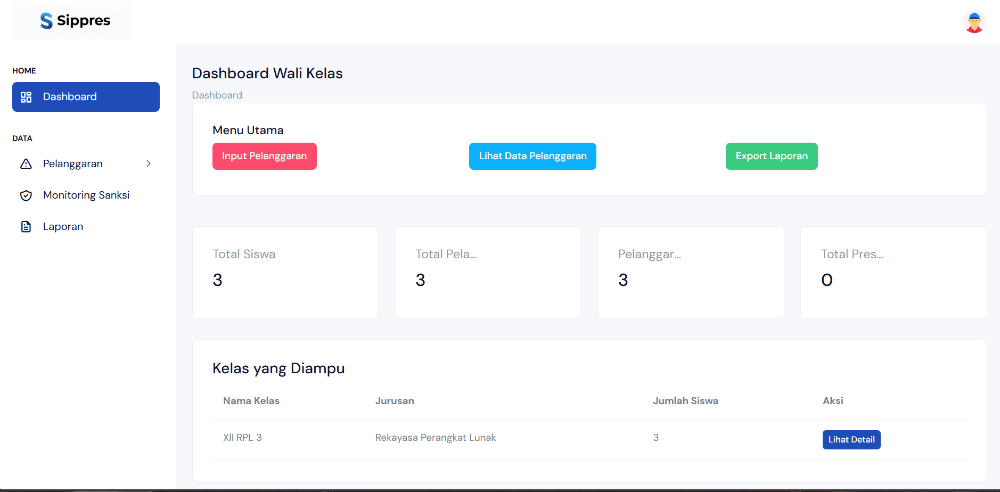 Sippres
HOME
Dashboard
DATA
Pelanggaran
Monitoring Sanksi
Laporan
Dashboard Wali Kelas
Dashboard
Menu Utama
Input Pelanggaran
Lihat Data Pelanggaran
Export Laporan
Total Siswa
3
Total Pela...
3
Pelanggar...
3
Total Pres...
0
Kelas yang Diampu
Nama Kelas Jurusan Jumlah Siswa Aksi
XII RPL 3 Rekayasa Perangkat Lunak 3 Lihat Detail